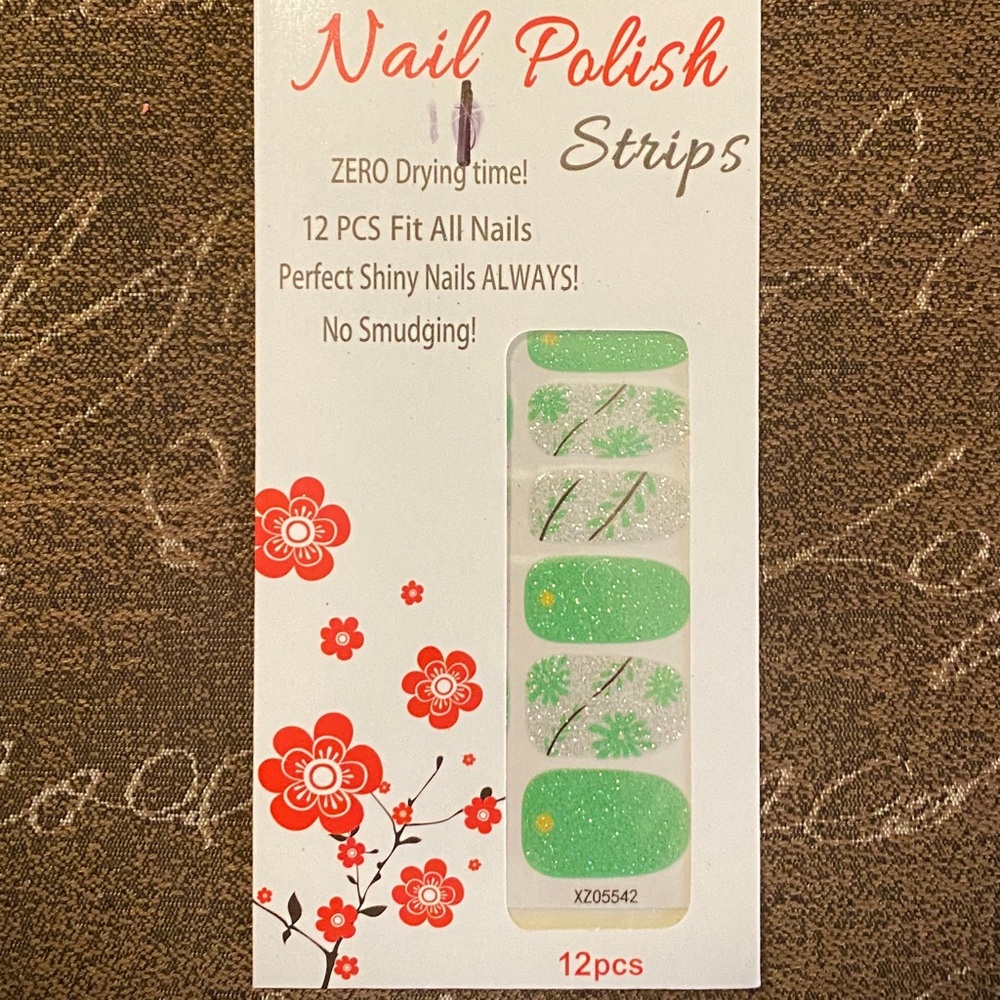 Nail Polish
Strips
ZERO Drying time!
12 PCS Fit All Nails
Perfect Shiny Nails ALWAYS!
No Smudging!
XZ05542
12pcs